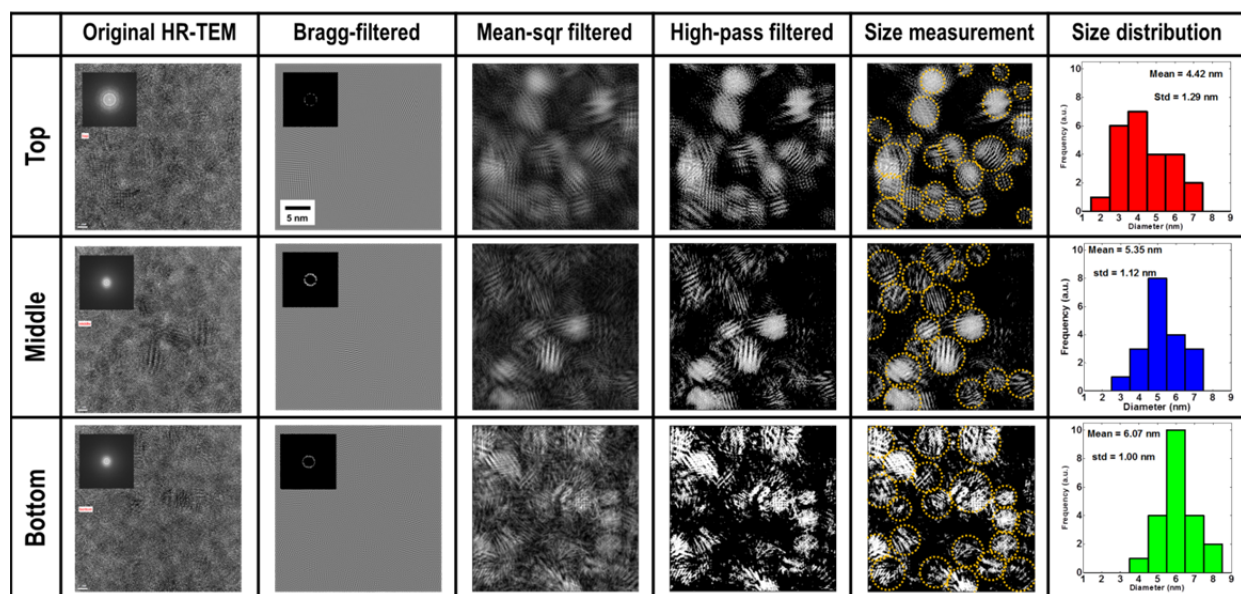 Original HR-TEM
Bragg-filtered
Mean-sqr filtered
High-pass filtered
Size measurement
Size distribution
Top
5 nm
Mean = 4.42 nm
Std = 1.29 nm
Frequency (a.u.)
10
8
6
4
2
0
1 2 3 4 5 6 7 8 9
Diameter (nm)
Middle
Mean = 5.35 nm
std = 1.12 nm
Frequency (a.u.)
10
8
6
4
2
0
1 2 3 4 5 6 7 8 9
Diameter (nm)
Bottom
Mean = 6.07 nm
std = 1.00 nm
Frequency (a.u.)
10
8
6
4
2
0
1 2 3 4 5 6 7 8 9
Diameter (nm)